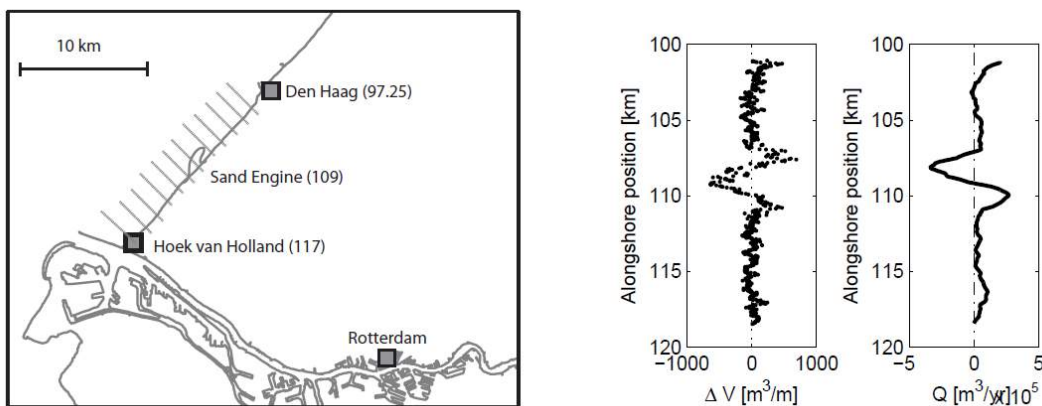 10 km
Den Haag (97.25)
Sand Engine (109)
Hoek van Holland (117)
Rotterdam
100
105
110
115
120
Alongshore position [km]
-1000
0
1000
Δ V [m³/m]
100
105
110
115
120
Alongshore position [km]
-5
0
5
Q [m³/yr] x 10⁵